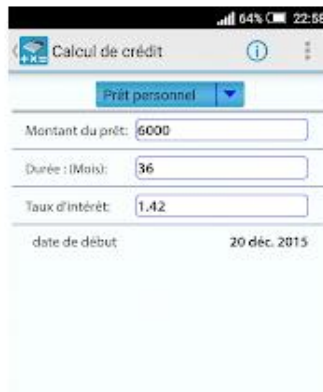 64% 22:58
Calcul de crédit
Prêt personnel
Montant du prêt: 6000
Durée : (Mois): 36
Taux d'intérêt: 1.42
date de début 20 déc. 2015